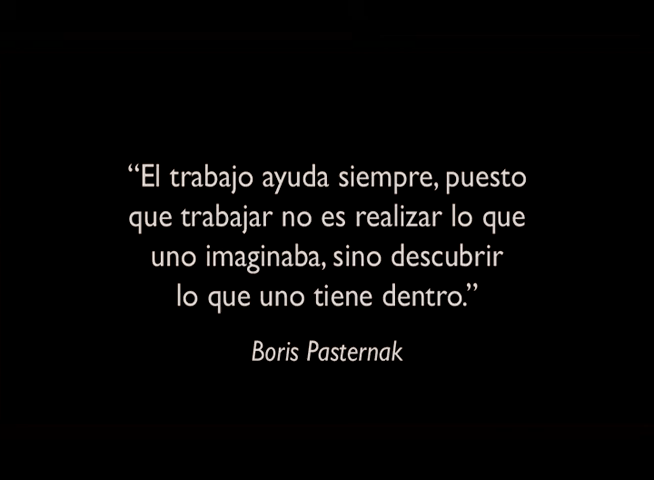 “El trabajo ayuda siempre, puesto
que trabajar no es realizar lo que
uno imaginaba, sino descubrir
lo que uno tiene dentro.”
Boris Pasternak